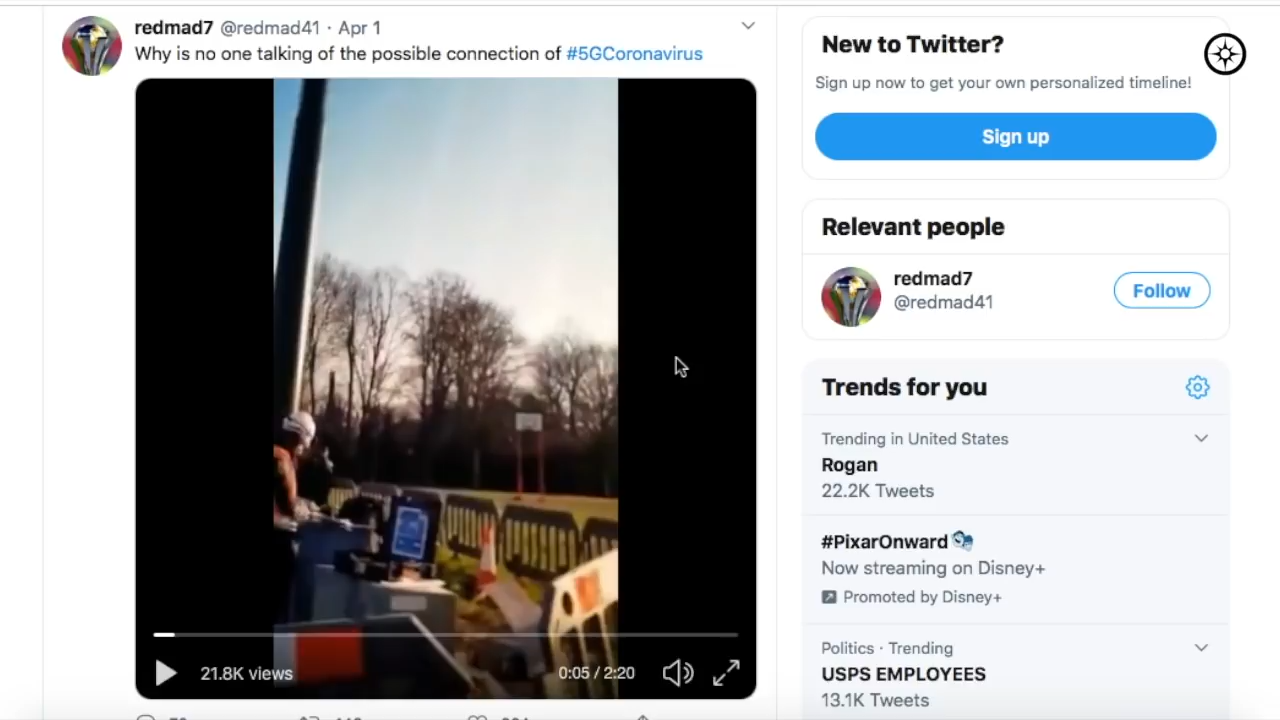 redmad7 @redmad41 · Apr 1
Why is no one talking of the possible connection of #5GCoronavirus
21.8K views
0:05 / 2:20
New to Twitter?
Sign up now to get your own personalized timeline!
Sign up
Relevant people
redmad7
@redmad41
Follow
Trends for you
Trending in United States
Rogan
22.2K Tweets
#PixarOnward
Now streaming on Disney+
Promoted by Disney+
Politics · Trending
USPS EMPLOYEES
13.1K Tweets